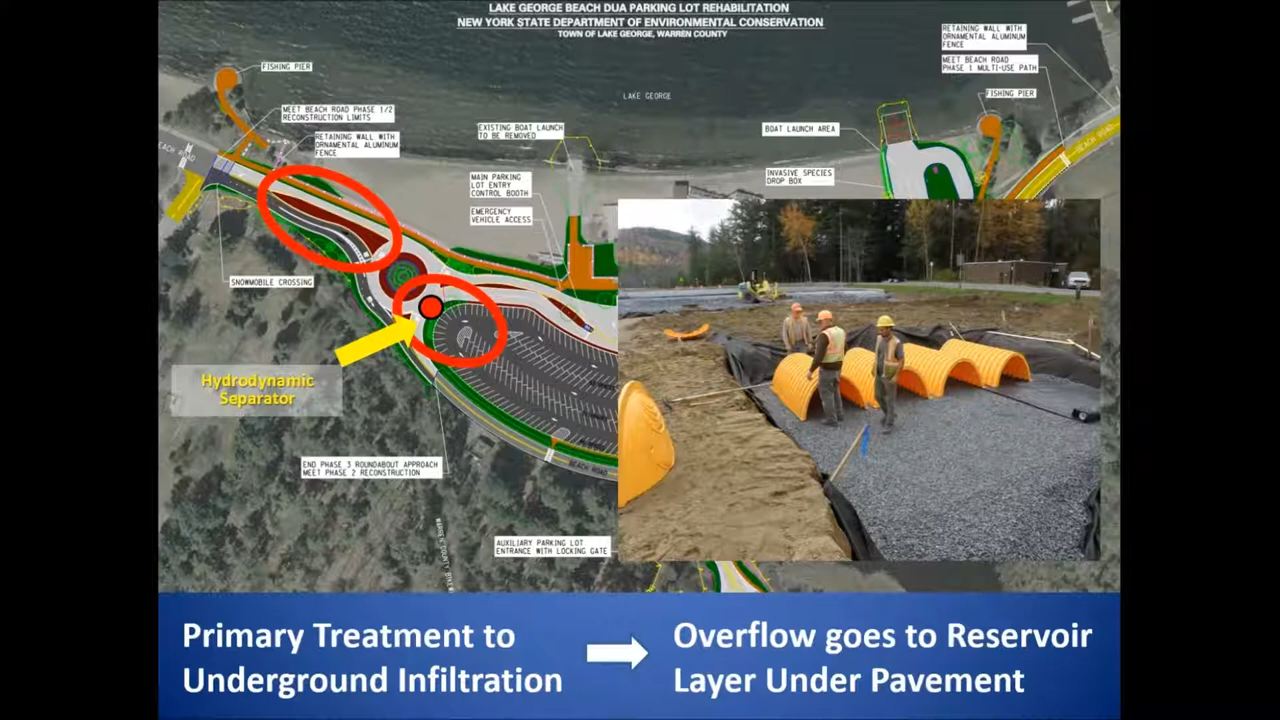 LAKE GEORGE BEACH DUA PARKING LOT REHABILITATION
NEW YORK STATE DEPARTMENT OF ENVIRONMENTAL CONSERVATION
TOWN OF LAKE GEORGE, WARREN COUNTY
RETAINING WALL WITH
ORNAMENTAL ALUMINUM
FENCE
MEET BEACH ROAD
PHASE 1 MULTI-USE PATH
FISHING PIER
FISHING PIER
LAKE GEORGE
MEET BEACH ROAD PHASE 1/2
RECONSTRUCTION LIMITS
RETAINING WALL WITH
ORNAMENTAL ALUMINUM
FENCE
EXISTING BOAT LAUNCH
TO BE REMOVED
BOAT LAUNCH AREA
BEACH ROAD
MAIN PARKING
LOT ENTRY
CONTROL BOOTH
INVASIVE SPECIES
DROP BOX
EMERGENCY
VEHICLE ACCESS
SNOWMOBILE CROSSING
Hydrodynamic
Separator
END PHASE 3 ROUNDABOUT APPROACH
MEET PHASE 2 RECONSTRUCTION
BEACH ROAD
AUXILIARY PARKING LOT
ENTRANCE WITH LOCKING GATE
Primary Treatment to
Underground Infiltration
Overflow goes to Reservoir
Layer Under Pavement